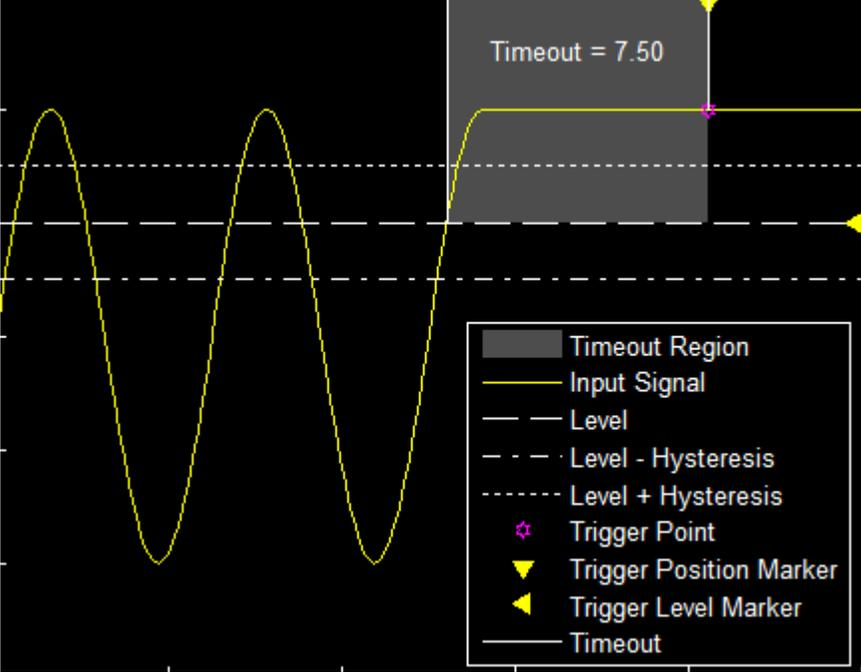 Timeout = 7.50
Timeout Region
Input Signal
Level
Level - Hysteresis
Level + Hysteresis
Trigger Point
Trigger Position Marker
Trigger Level Marker
Timeout